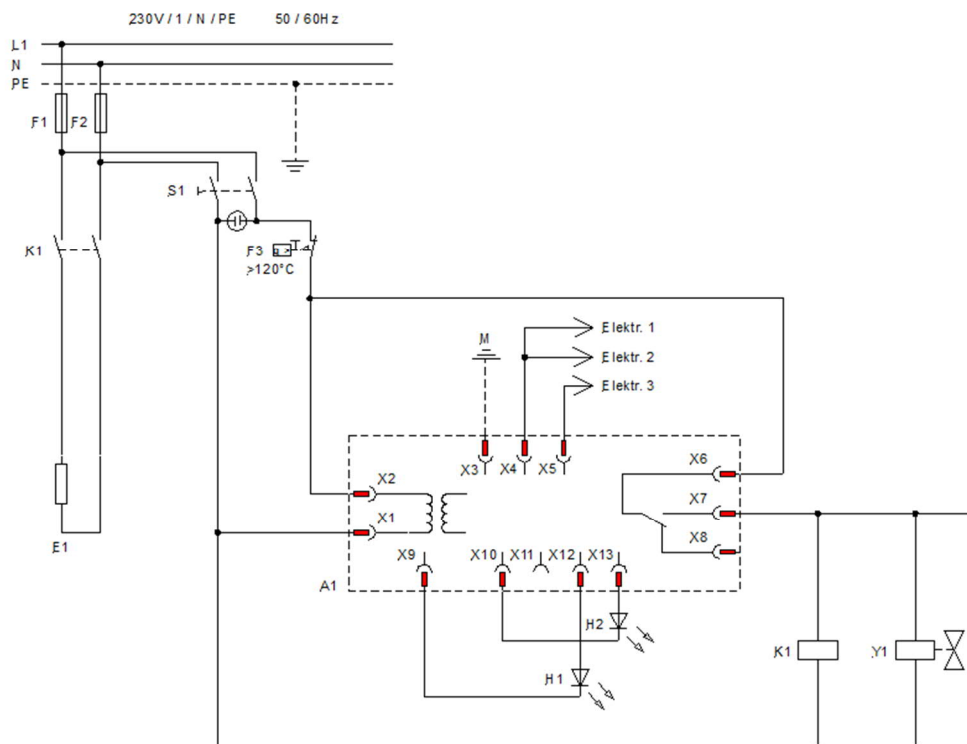 230V / 1 / N / PE 50 / 60Hz
L1
N
PE
F1 F2
S1
K1
F3
>120°C
M
Elektr. 1
Elektr. 2
Elektr. 3
X3 X4 X5
X6
X2
X7
X1
X8
X9 X10 X11 X12 X13
E1
A1
H2
H1
K1 Y1